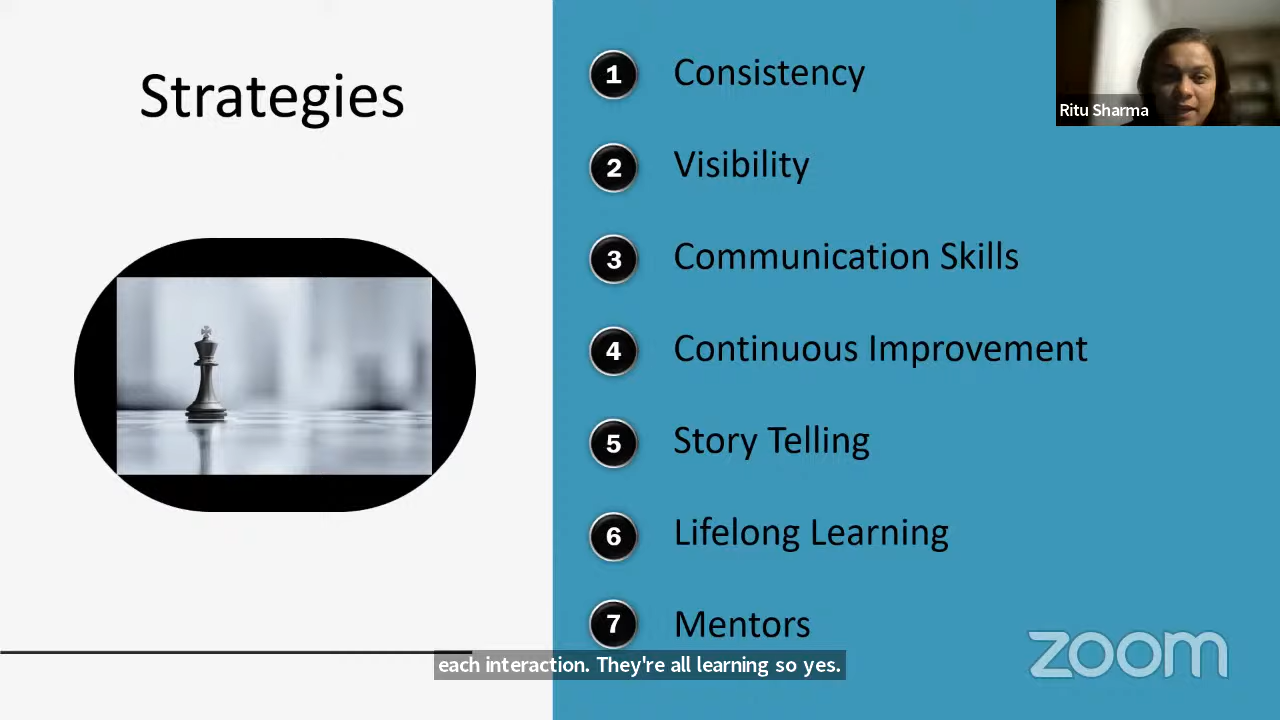 Strategies
1 Consistency
2 Visibility
3 Communication Skills
4 Continuous Improvement
5 Story Telling
6 Lifelong Learning
7 Mentors
Ritu Sharma
each interaction. They're all learning so yes.
zoom